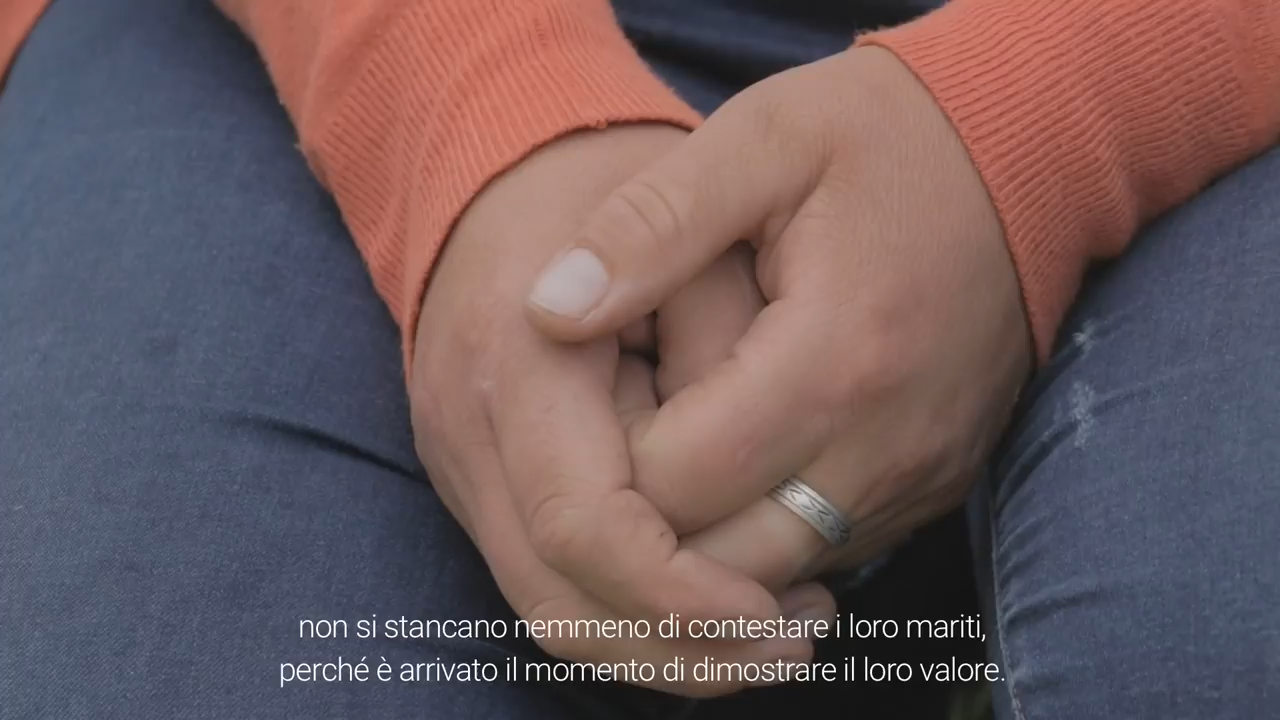 non si stancano nemmeno di contestare i loro mariti,
perché è arrivato il momento di dimostrare il loro valore.